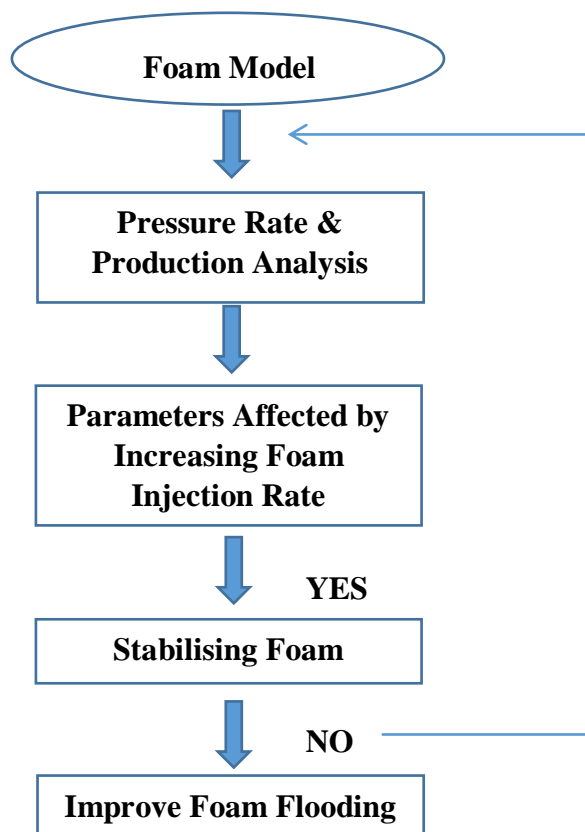 Foam Model
Pressure Rate &
Production Analysis
Parameters Affected by
Increasing Foam
Injection Rate
YES
Stabilising Foam
NO
Improve Foam Flooding